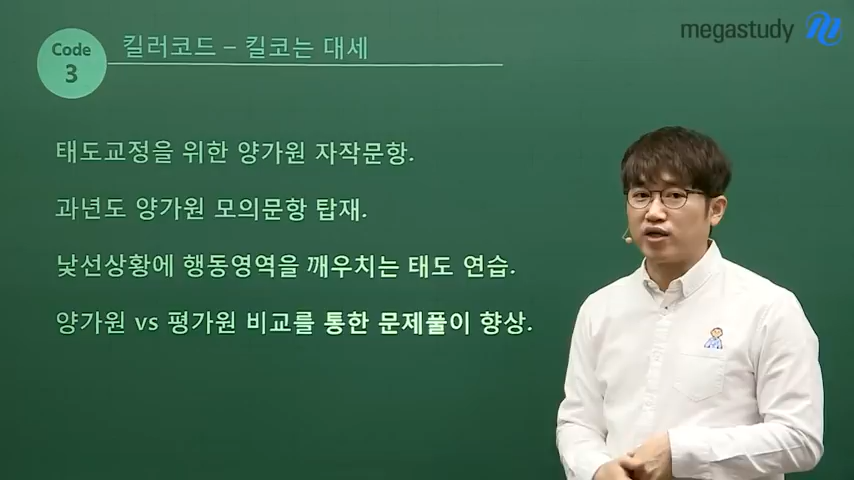 megastudy
Code
3
킬러코드 – 킬코는 대세
태도교정을 위한 양가원 자작문항.
과년도 양가원 모의문항 탑재.
낯선상황에 행동영역을 깨우치는 태도 연습.
양가원 vs 평가원 비교를 통한 문제풀이 향상.